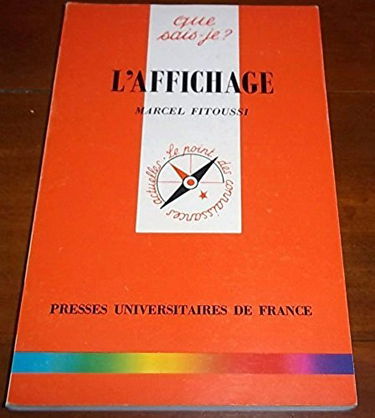 que
sais-je?
L'AFFICHAGE
MARCEL FITOUSSI
Le point des connaissances actuelles
PRESSES UNIVERSITAIRES DE FRANCE